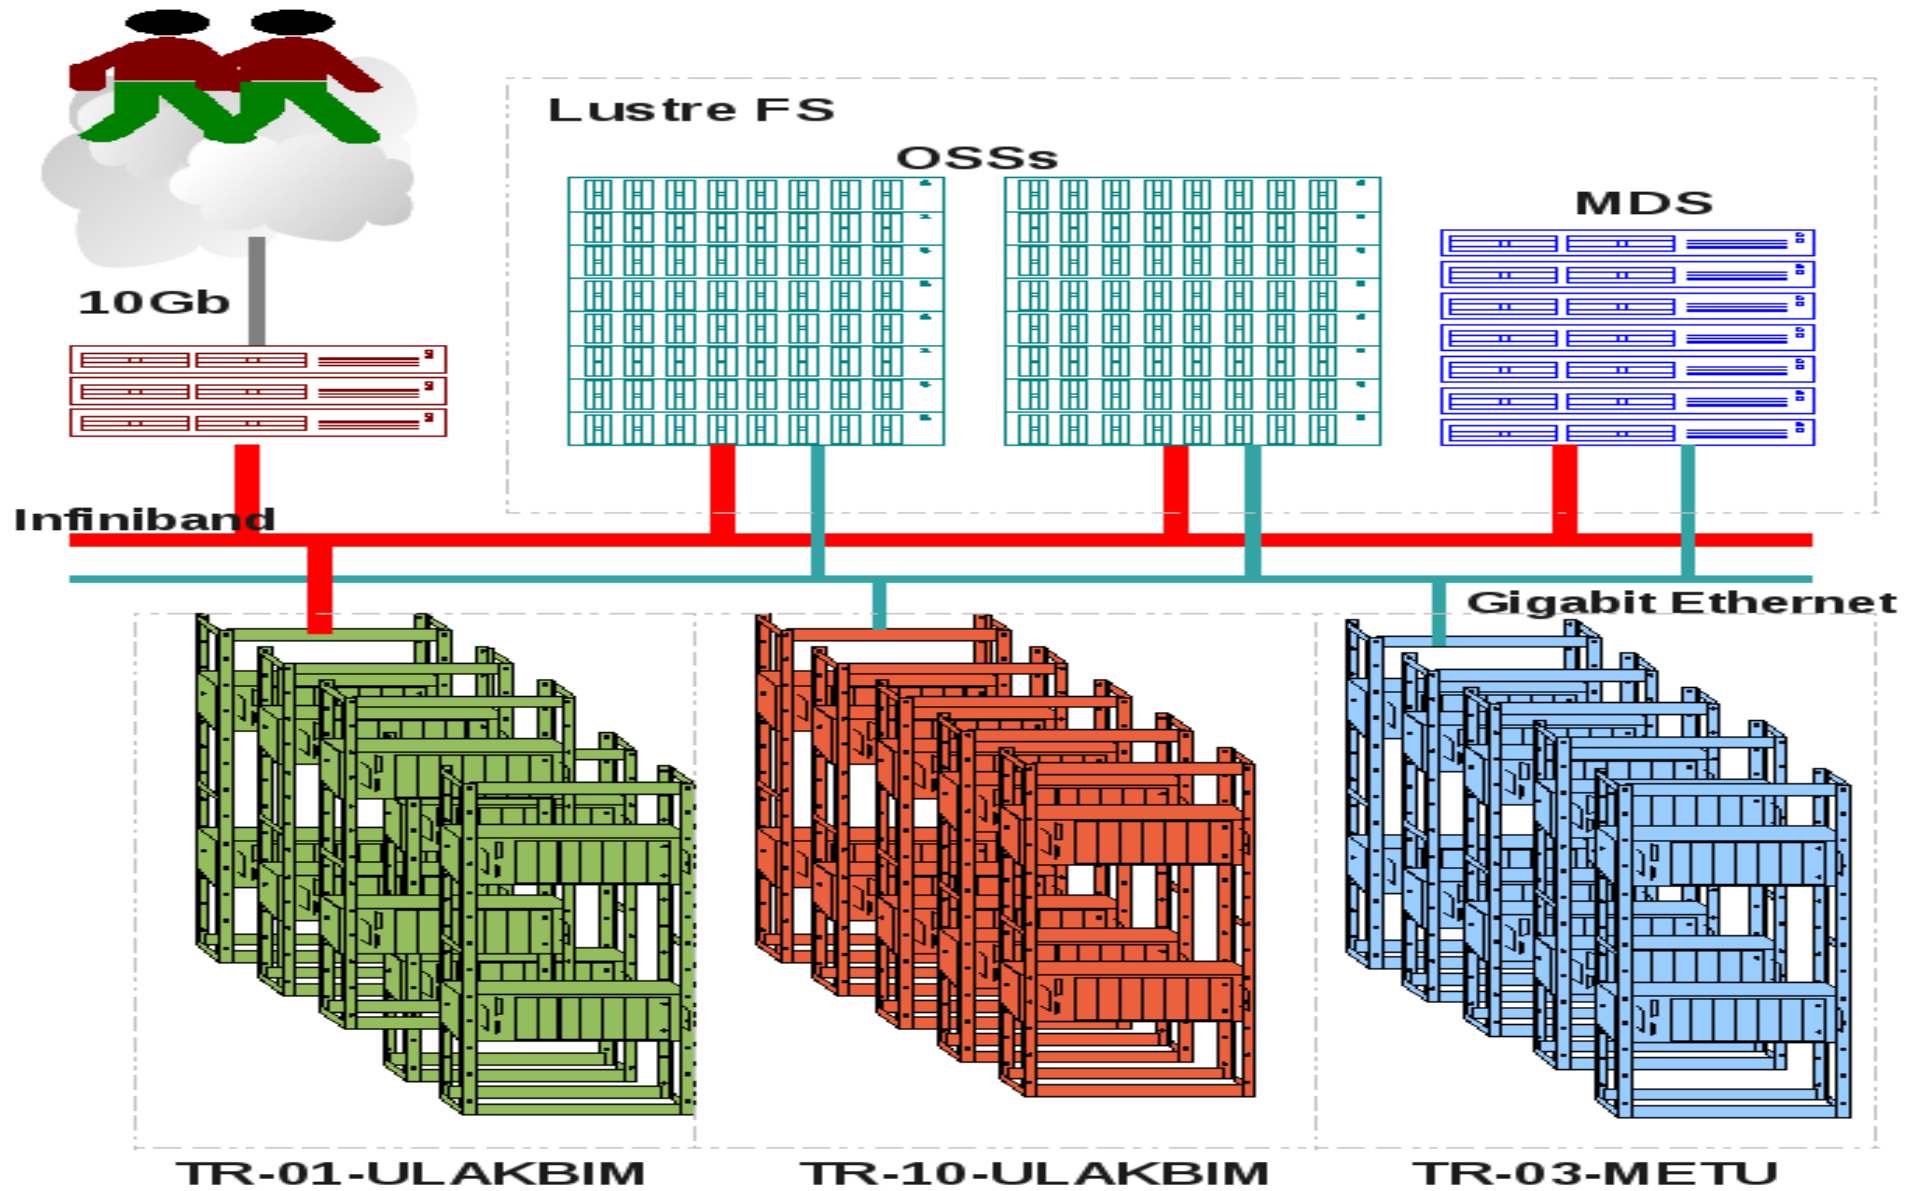 Lustre FS
OSSs
MDS
10Gb
Infiniband
Gigabit Ethernet
TR-01-ULAKBIM
TR-10-ULAKBIM
TR-03-METU